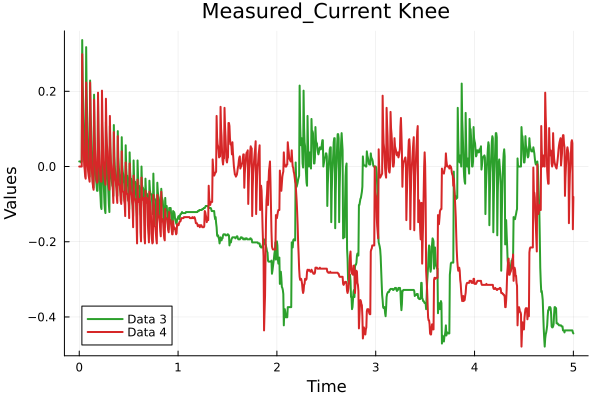 Measured_Current Knee
Values
0.2
0.0
−0.2
−0.4
Data 3
Data 4
0
1
2
3
4
5
Time